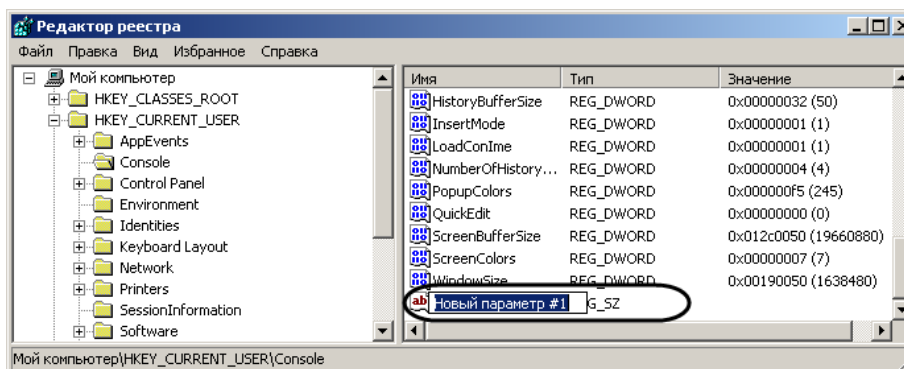 Редактор реестра
Файл Правка Вид Избранное Справка
Мой компьютер
HKEY_CLASSES_ROOT
HKEY_CURRENT_USER
AppEvents
Console
Control Panel
Environment
Identities
Keyboard Layout
Network
Printers
SessionInformation
Software
Имя Тип Значение
HistoryBufferSize REG_DWORD 0x00000032 (50)
InsertMode REG_DWORD 0x00000001 (1)
LoadConIme REG_DWORD 0x00000001 (1)
NumberOfHistory... REG_DWORD 0x00000004 (4)
PopupColors REG_DWORD 0x000000f5 (245)
QuickEdit REG_DWORD 0x00000000 (0)
ScreenBufferSize REG_DWORD 0x012c0050 (19660880)
ScreenColors REG_DWORD 0x00000007 (7)
WindowSize REG_DWORD 0x00190050 (1638480)
Новый параметр #1 G_SZ
Мой компьютер\HKEY_CURRENT_USER\Console